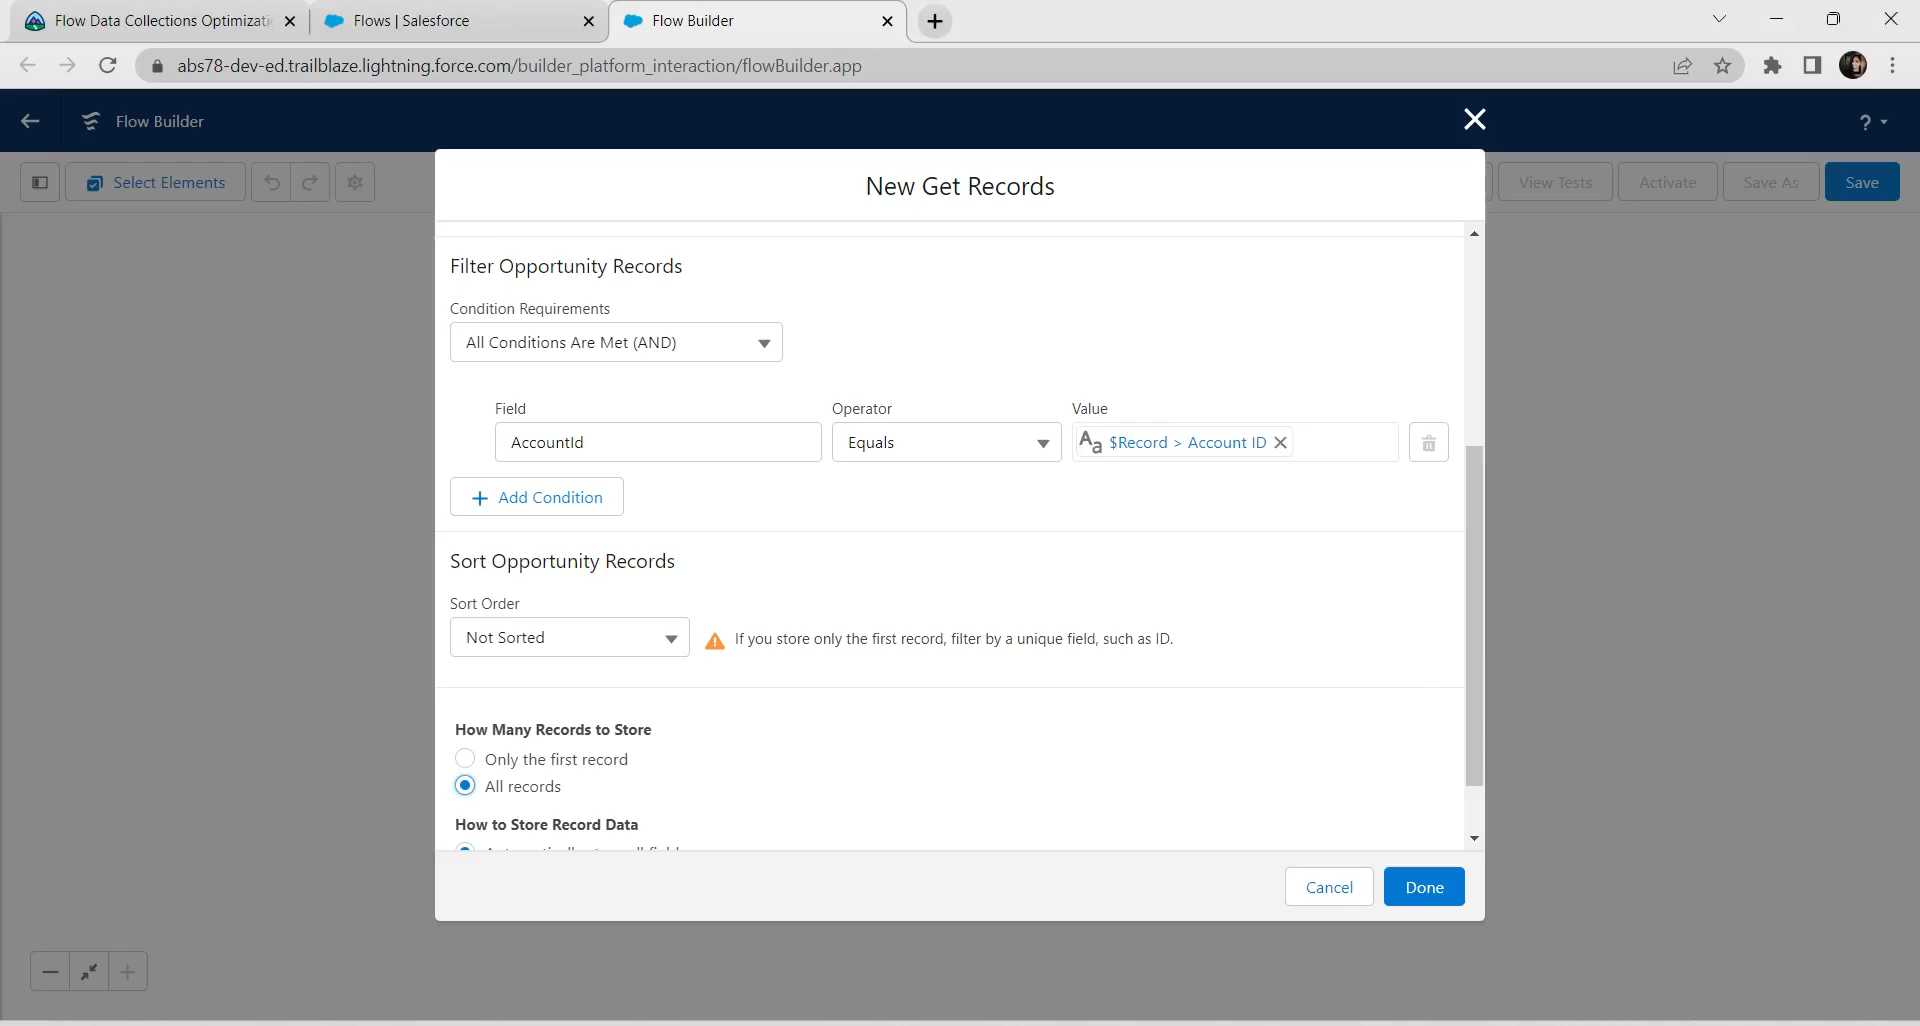 Flow Data Collections Optimizati
Flows | Salesforce
Flow Builder
abs78-dev-ed.trailblaze.lightning.force.com/builder_platform_interaction/flowBuilder.app
Flow Builder
?
Select Elements
View Tests
Activate
Save As
Save
New Get Records
Filter Opportunity Records
Condition Requirements
All Conditions Are Met (AND)
Field
Operator
Value
AccountId
Equals
Aa $Record > Account ID
+ Add Condition
Sort Opportunity Records
Sort Order
Not Sorted
If you store only the first record, filter by a unique field, such as ID.
How Many Records to Store
Only the first record
All records
How to Store Record Data
Cancel
Done